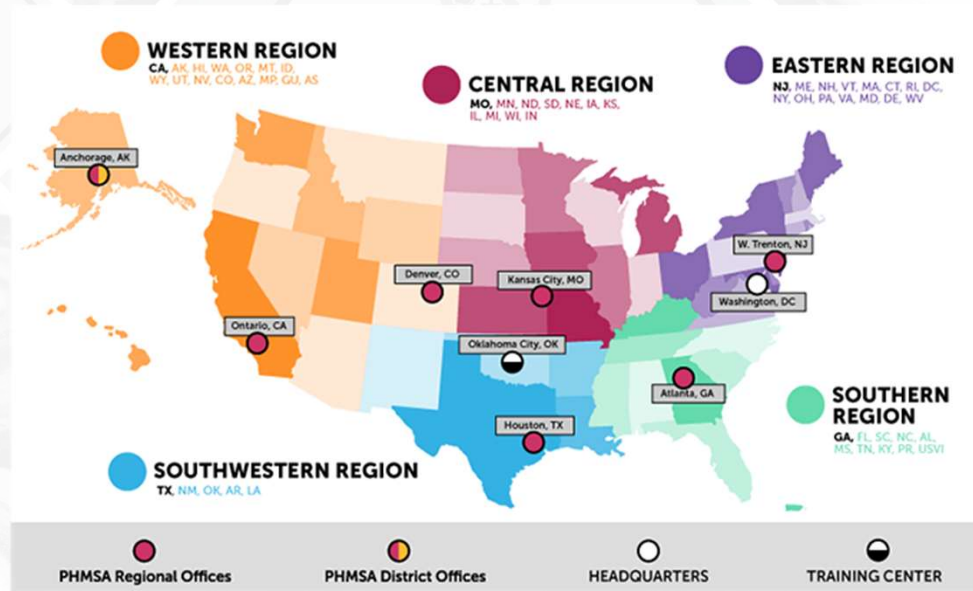 WESTERN REGION
CA, AK, HI, WA, OR, MT, ID,
WY, UT, NV, CO, AZ, MP, GU, AS
CENTRAL REGION
MO, MN, ND, SD, NE, IA, KS,
IL, MI, WI, IN
EASTERN REGION
NJ, ME, NH, VT, MA, CT, RI, DC,
NY, OH, PA, VA, MD, DE, WV
Anchorage, AK
W. Trenton, NJ
Denver, CO
Kansas City, MO
Washington, DC
Ontario, CA
Oklahoma City, OK
Atlanta, GA
SOUTHERN
REGION
GA, FL, SC, NC, AL,
MS, TN, KY, PR, USVI
Houston, TX
SOUTHWESTERN REGION
TX, NM, OK, AR, LA
PHMSA Regional Offices
PHMSA District Offices
HEADQUARTERS
TRAINING CENTER